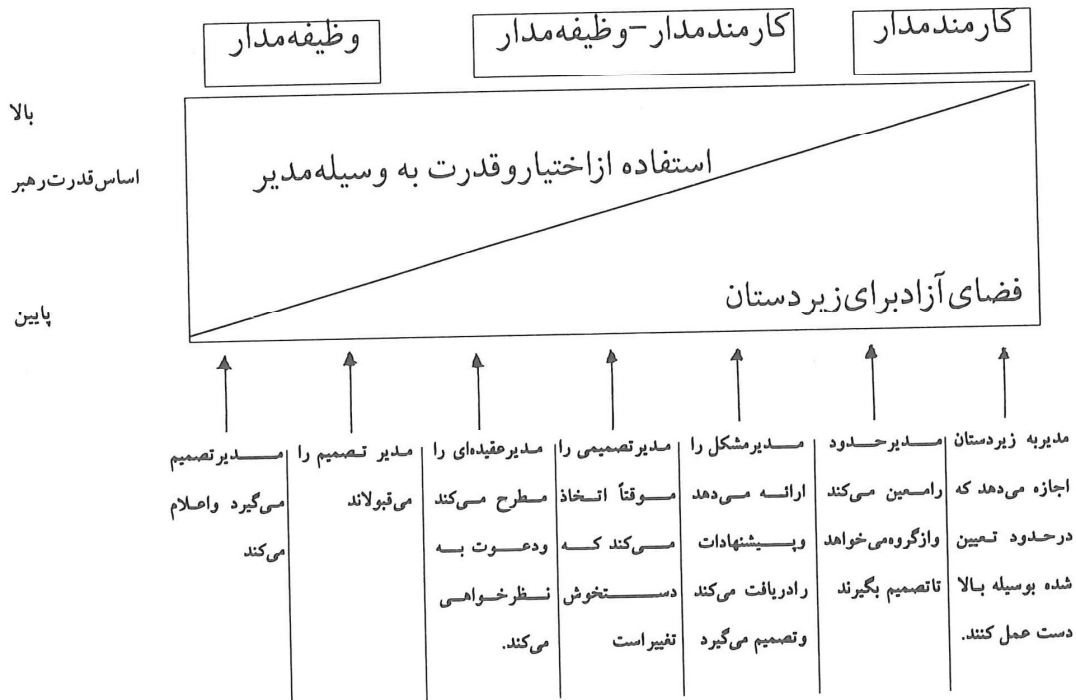 کارمندمدار
کارمندمدار-وظیفه‌مدار
وظیفه‌مدار
بالا
اساس قدرت رهبر
پایین
استفاده ازاختیاروقدرت به وسیله مدیر
فضای آزادبرای زیردستان
مدیربه زیردستان
اجازه می‌دهد که
درحدود تعیین
شده بوسیله بالا
دست عمل کنند.
مدیرحدود
رامعین می‌کند
وازگروه‌می‌خواهد
تاتصمیم بگیرند
مدیرمشکل را
ارائه می‌دهد
وپیشنهادات
رادریافت می‌کند
وتصمیم می‌گیرد
مدیرتصمیمی را
موقتاً اتخاذ
می‌کند که
دستخوش
تغییراست
مدیرعقیده‌ای را
مطرح می‌کند
ودعوت به
نظرخواهی
می‌کند.
مدیر تصمیم را
می‌قبولاند
مدیرتصمیم
می‌گیرد واعلام
می‌کند